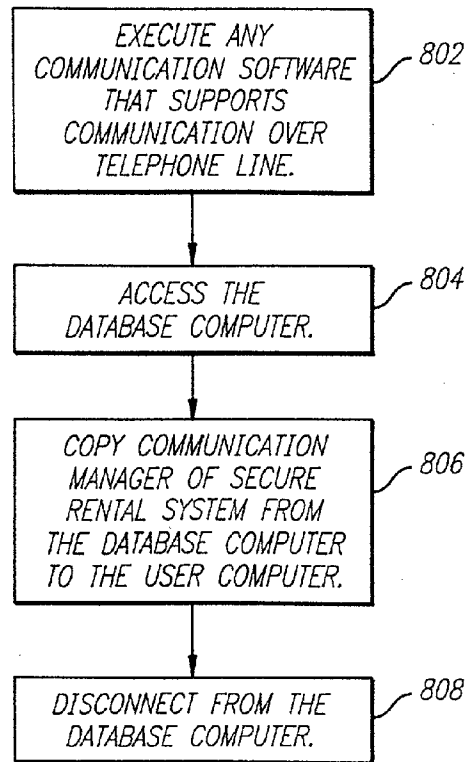 EXECUTE ANY
COMMUNICATION SOFTWARE
THAT SUPPORTS
COMMUNICATION OVER
TELEPHONE LINE.
802
ACCESS THE
DATABASE COMPUTER.
804
COPY COMMUNICATION
MANAGER OF SECURE
RENTAL SYSTEM FROM
THE DATABASE COMPUTER
TO THE USER COMPUTER.
806
DISCONNECT FROM THE
DATABASE COMPUTER.
808